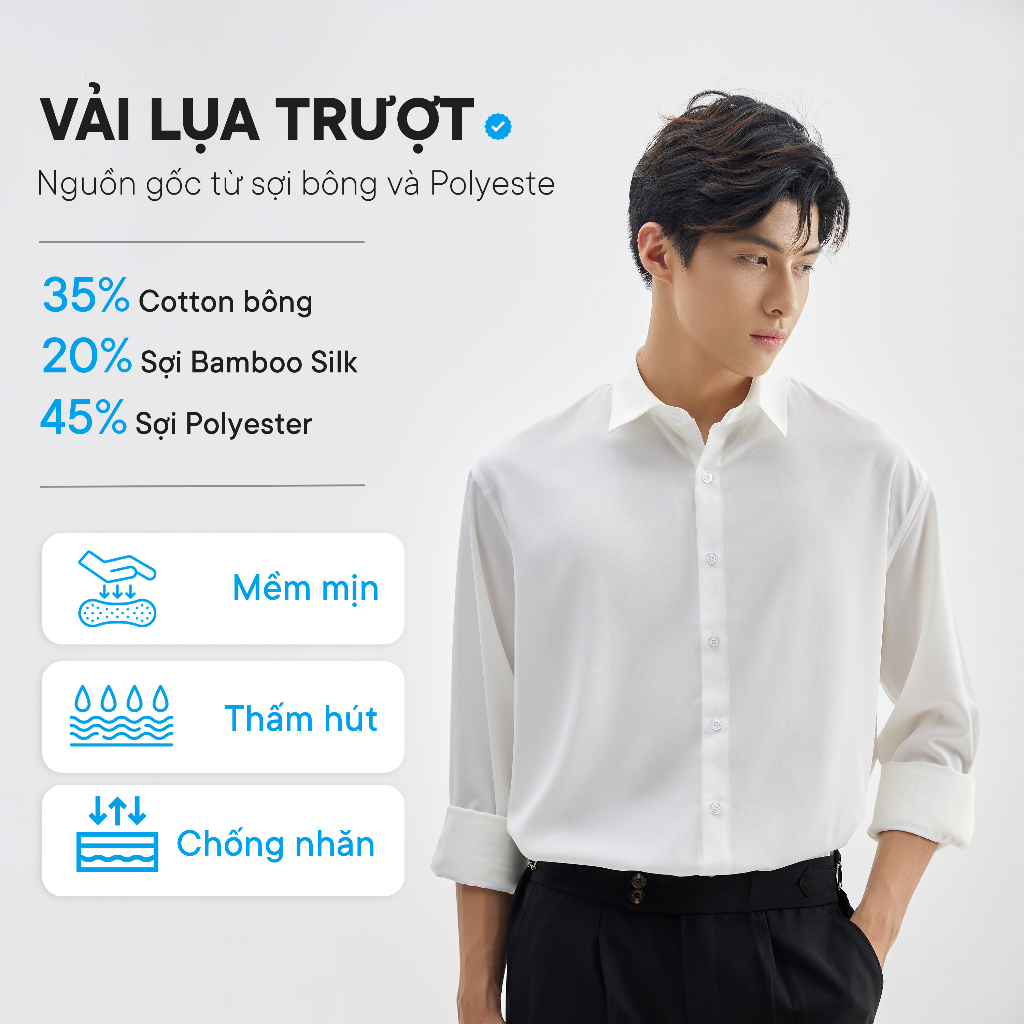 VẢI LỤA TRƯỢT
Nguồn gốc từ sợi bông và Polyeste
35% Cotton bông
20% Sợi Bamboo Silk
45% Sợi Polyester
Mềm mịn
Thấm hút
Chống nhăn